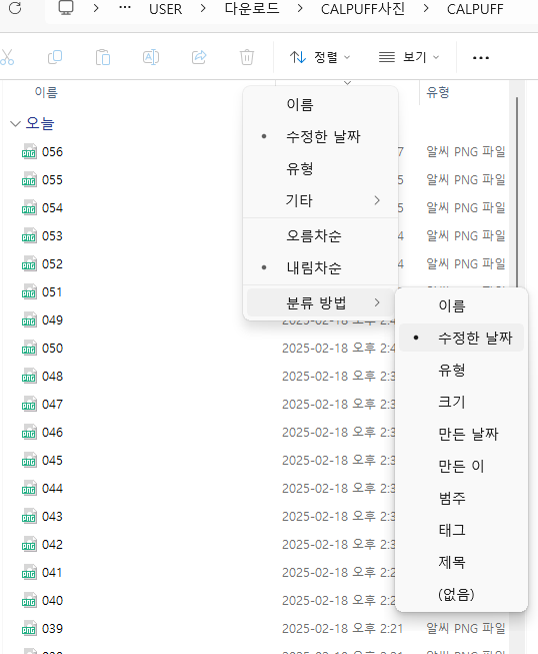 USER > 다운로드 > CALPUFF사진 > CALPUFF
정렬 보기 ...
이름 유형
오늘
이름
수정한 날짜
유형
기타
오름차순
내림차순
분류 방법
이름
수정한 날짜
유형
크기
만든 날짜
만든 이
범주
태그
제목
(없음)
056 7 알씨 PNG 파일
055 5 알씨 PNG 파일
054 5 알씨 PNG 파일
053 4 알씨 PNG 파일
052 4 알씨 PNG 파일
051
049 2025-02-18 오후 2:4
050 2025-02-18 오후 2:4
048 2025-02-18 오후 2:3
047 2025-02-18 오후 2:3
046 2025-02-18 오후 2:3
045 2025-02-18 오후 2:3
044 2025-02-18 오후 2:3
043 2025-02-18 오후 2:3
042 2025-02-18 오후 2:3
041 2025-02-18 오후 2:2
040 2025-02-18 오후 2:2
039 2025-02-18 오후 2:21 알씨 PNG 파일